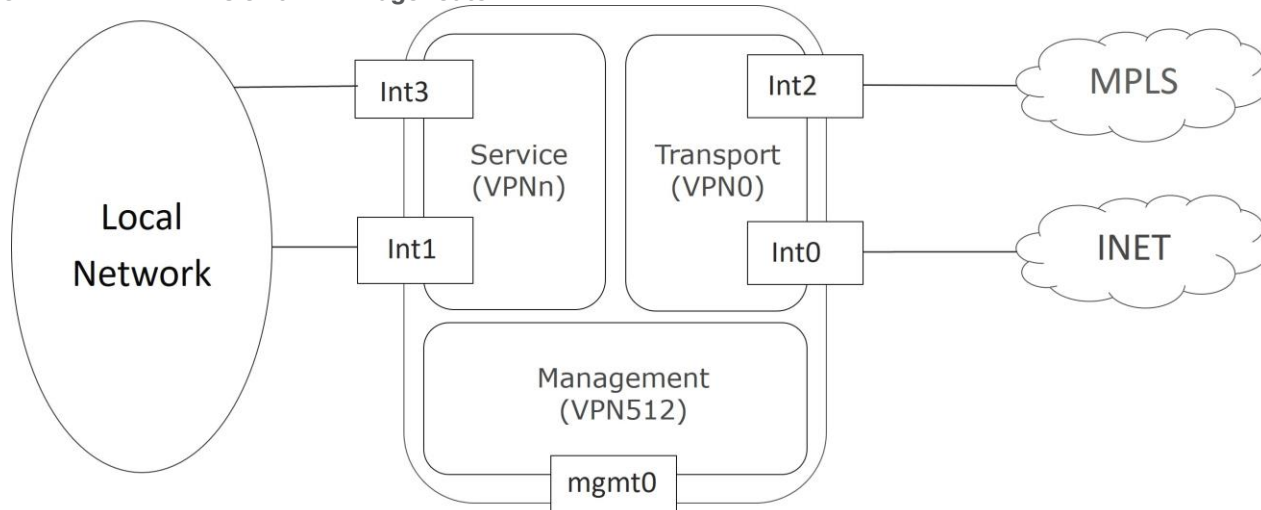 Int3
Int2
MPLS
Service
(VPNn)
Transport
(VPN0)
Local
Network
Int1
Int0
INET
Management
(VPN512)
mgmt0